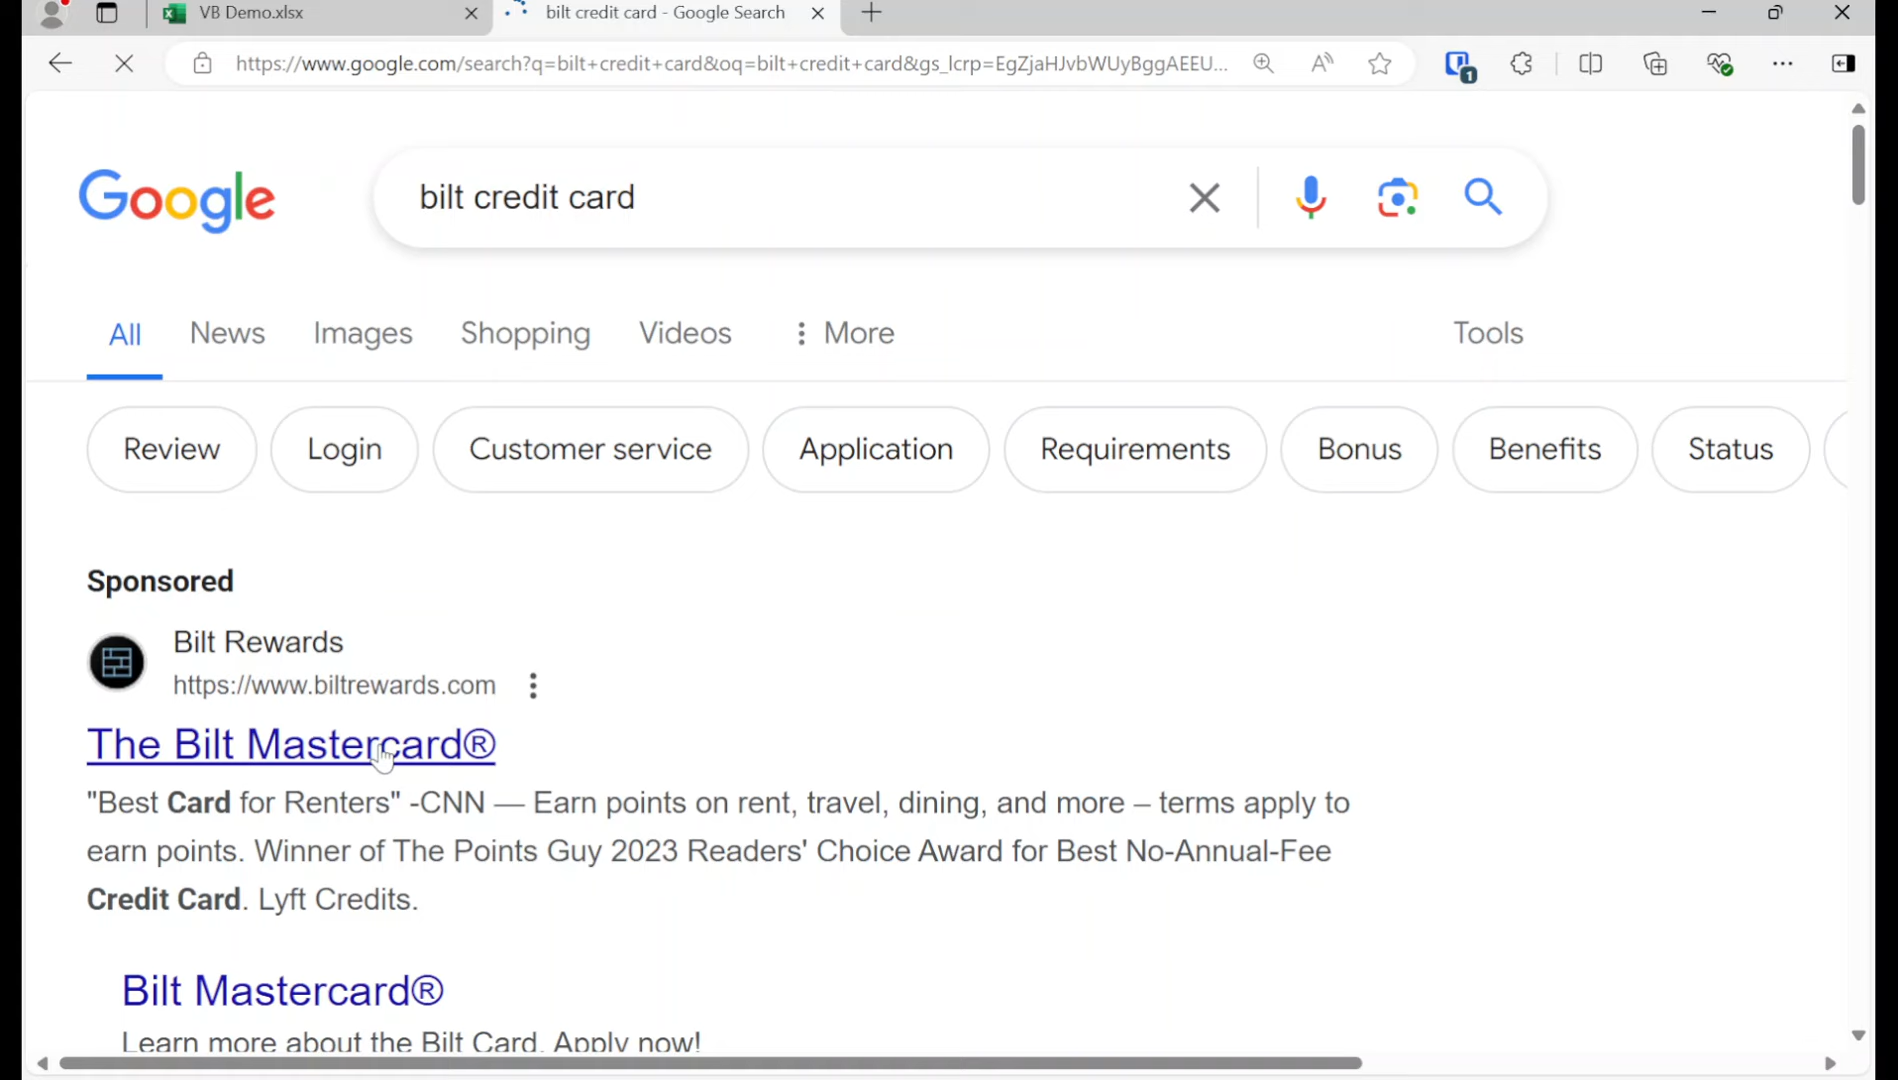 VB Demo.xlsx
bilt credit card - Google Search
https://www.google.com/search?q=bilt+credit+card&oq=bilt+credit+card&gs_lcrp=EgZjaHJvbWUyBggAEEU...
1
Google
bilt credit card
All
News
Images
Shopping
Videos
More
Tools
Review
Login
Customer service
Application
Requirements
Bonus
Benefits
Status
Sponsored
Bilt Rewards
https://www.biltrewards.com
The Bilt Mastercard®
"Best Card for Renters" -CNN — Earn points on rent, travel, dining, and more – terms apply to
earn points. Winner of The Points Guy 2023 Readers' Choice Award for Best No-Annual-Fee
Credit Card. Lyft Credits.
Bilt Mastercard®
Learn more about the Bilt Card. Apply now!